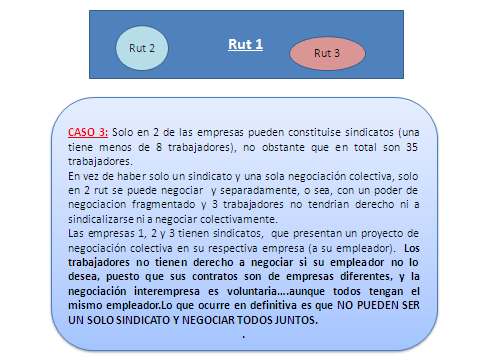 Rut 2
Rut 1
Rut 3
CASO 3: Solo en 2 de las empresas pueden constituise sindicatos (una
tiene menos de 8 trabajadores), no obstante que en total son 35
trabajadores.
En vez de haber solo un sindicato y una sola negociación colectiva, solo
en 2 rut se puede negociar y separadamente, o sea, con un poder de
negociacion fragmentado y 3 trabajadores no tendrian derecho ni a
sindicalizarse ni a negociar colectivamente.
Las empresas 1, 2 y 3 tienen sindicatos, que presentan un proyecto de
negociación colectiva en su respectiva empresa (a su empleador). Los
trabajadores no tienen derecho a negociar si su empleador no lo
desea, puesto que sus contratos son de empresas diferentes, y la
negociación interempresa es voluntaria....aunque todos tengan el
mismo empleador.Lo que ocurre en definitiva es que NO PUEDEN SER
UN SOLO SINDICATO Y NEGOCIAR TODOS JUNTOS.
.